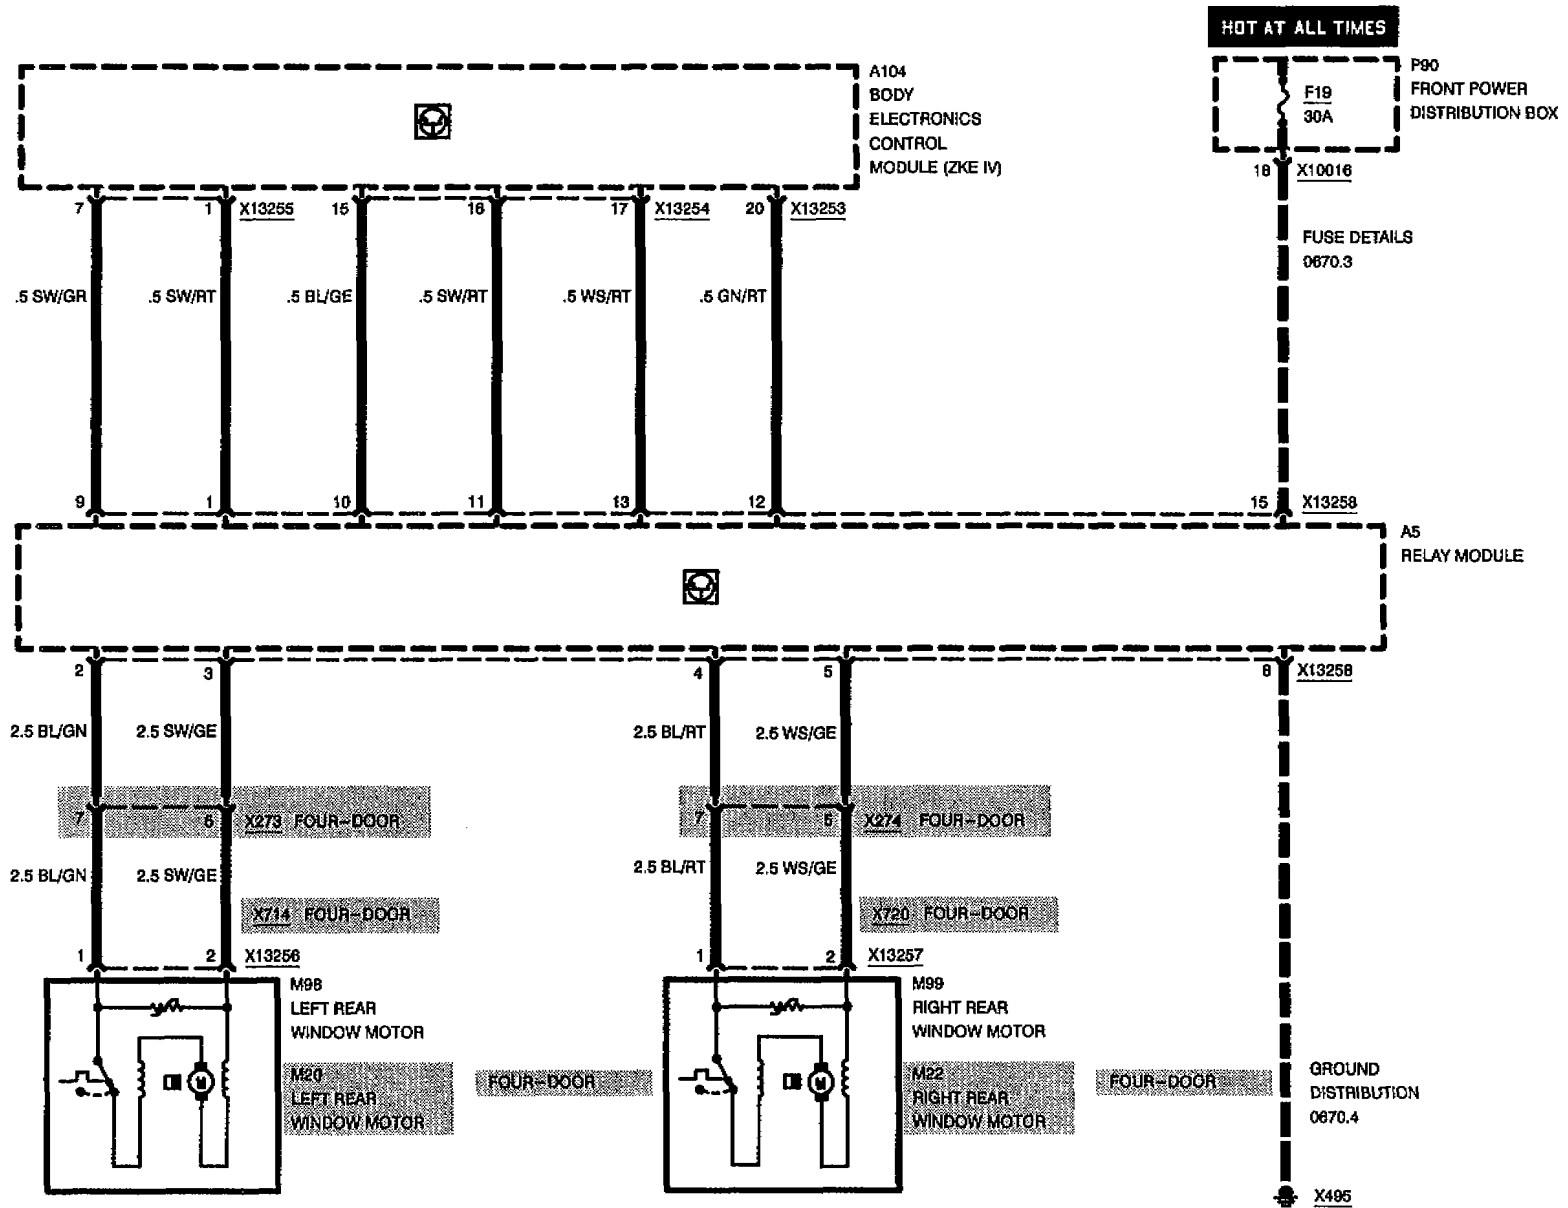 HOT AT ALL TIMES
A104
BODY
ELECTRONICS
CONTROL
MODULE (ZKE IV)
P90
FRONT POWER
DISTRIBUTION BOX
F19
30A
18 X10016
7 1 X13255 15 16 17 X13254 20 X13253
FUSE DETAILS
0670.3
.5 SW/GR .5 SW/RT .5 BL/GE .5 SW/RT .5 WS/RT .5 GN/RT
9 1 10 11 13 12 15 X13258
A5
RELAY MODULE
2 3 4 5 8 X13258
2.5 BL/GN 2.5 SW/GE 2.5 BL/RT 2.5 WS/GE
7 6 X273 FOUR-DOOR 7 6 X274 FOUR-DOOR
2.5 BL/GN 2.5 SW/GE 2.5 BL/RT 2.5 WS/GE
X714 FOUR-DOOR X720 FOUR-DOOR
1 2 X13256 1 2 X13257
M98
LEFT REAR
WINDOW MOTOR
M99
RIGHT REAR
WINDOW MOTOR
M
M20
LEFT REAR
WINDOW MOTOR
FOUR-DOOR
M
M22
RIGHT REAR
WINDOW MOTOR
FOUR-DOOR
GROUND
DISTRIBUTION
0670.4
X495